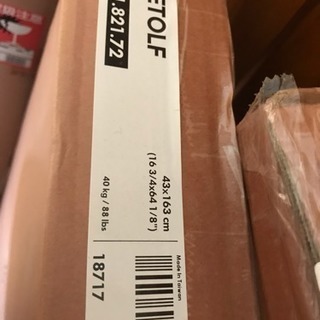 ETOLF
.821.72
43x163 cm
(16 3/4x64 1/8")
40 kg / 88 lbs
18717
Made in Taiwan